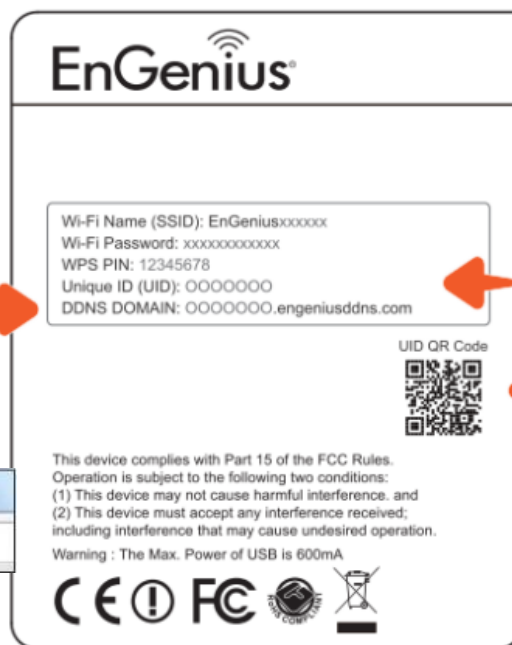 EnGenius®
Wi-Fi Name (SSID): EnGeniusxxxxxx
Wi-Fi Password: xxxxxxxxxxxx
WPS PIN: 12345678
Unique ID (UID): OOOOOOO
DDNS DOMAIN: OOOOOOO.engeniusddns.com
UID QR Code
This device complies with Part 15 of the FCC Rules.
Operation is subject to the following two conditions:
(1) This device may not cause harmful interference. and
(2) This device must accept any interference received;
including interference that may cause undesired operation.
Warning : The Max. Power of USB is 600mA
CE FC RoHS COMPLIANT